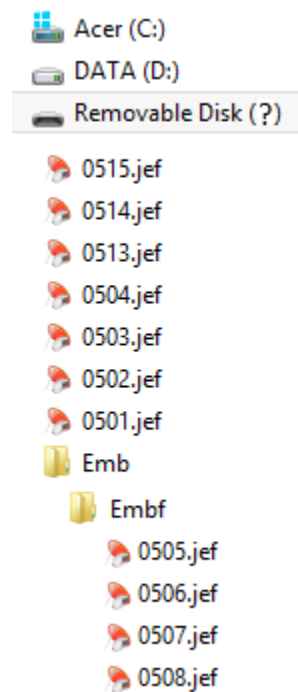 Acer (C:)
DATA (D:)
Removable Disk (?)
0515.jef
0514.jef
0513.jef
0504.jef
0503.jef
0502.jef
0501.jef
Emb
Embf
0505.jef
0506.jef
0507.jef
0508.jef